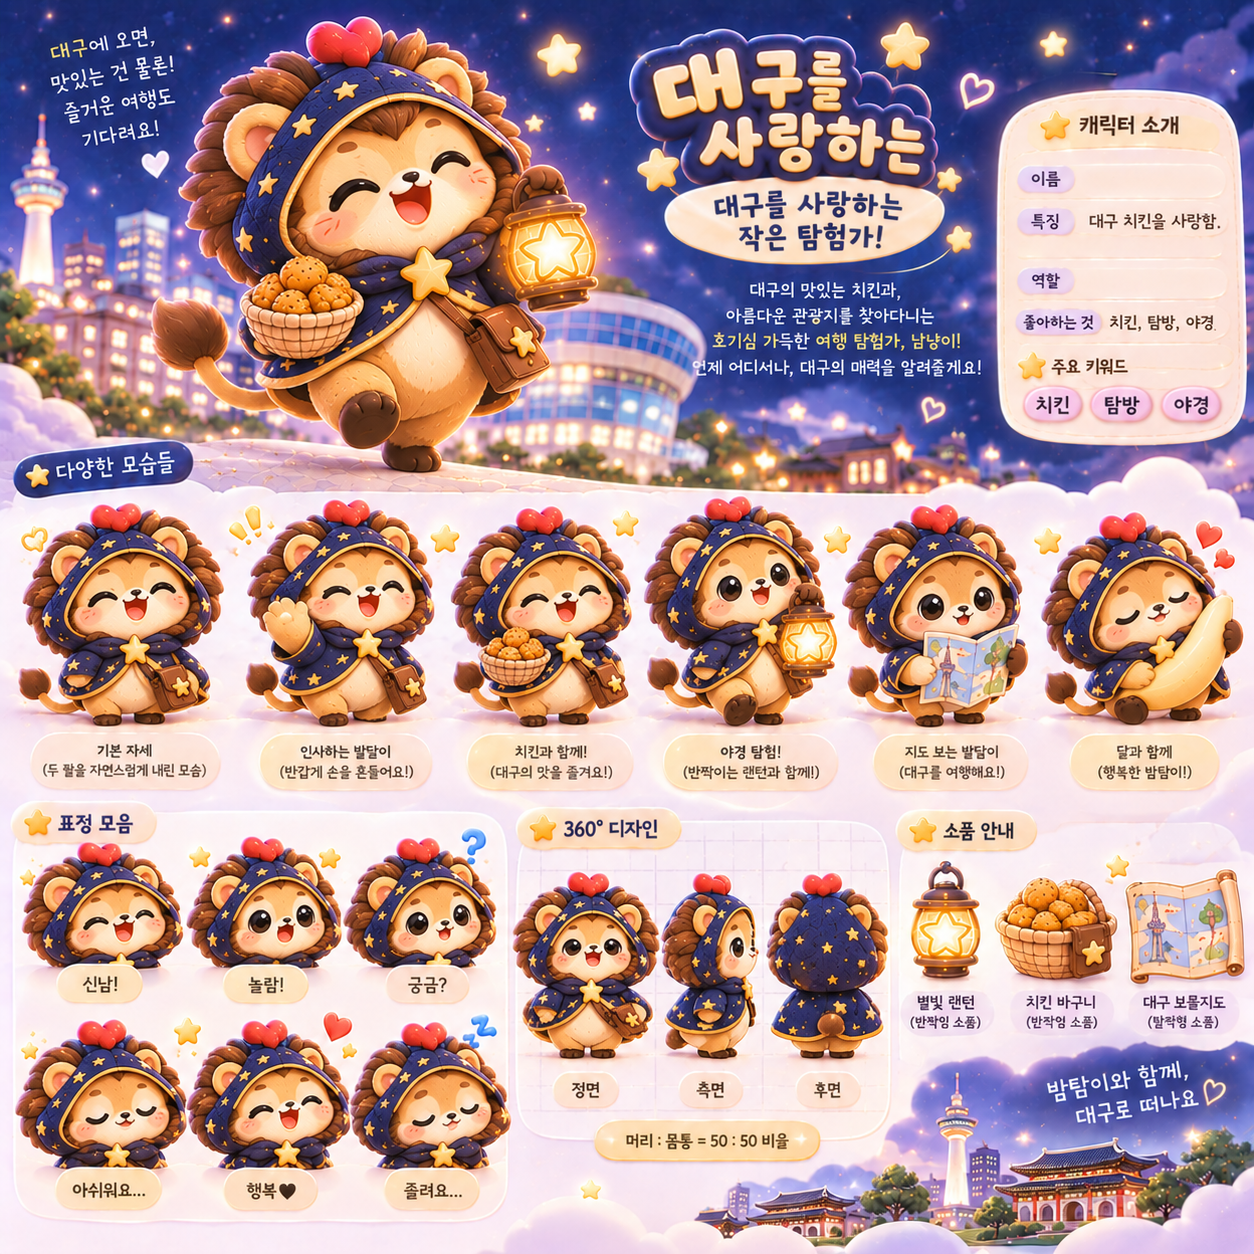 대구에 오면,
맛있는 건 물론!
즐거운 여행도
기다려요!
대구를
사랑하는
대구를 사랑하는
작은 탐험가!
대구의 맛있는 치킨과,
아름다운 관광지를 찾아다니는
호기심 가득한 여행 탐험가, 남냥이!
언제 어디서나, 대구의 매력을 알려줄게요!
캐릭터 소개
이름
특징 대구 치킨을 사랑함.
역할
좋아하는 것 치킨, 탐방, 야경
주요 키워드
치킨 탐방 야경
다양한 모습들
기본 자세
(두 팔을 자연스럽게 내린 모습)
인사하는 발달이
(반갑게 손을 흔들어요!)
치킨과 함께!
(대구의 맛을 즐겨요!)
야경 탐험!
(반짝이는 랜턴과 함께!)
지도 보는 발달이
(대구를 여행해요!)
달과 함께
(행복한 밤탐이!)
표정 모음
신남!
놀람!
?
궁금?
아쉬워요...
행복♥
z z
졸려요...
360° 디자인
정면
측면
후면
머리 : 몸통 = 50 : 50 비율
소품 안내
별빛 랜턴
(반짝임 소품)
치킨 바구니
(반작임 소품)
대구 보물지도
(탈착형 소품)
밤탐이와 함께,
대구로 떠나요